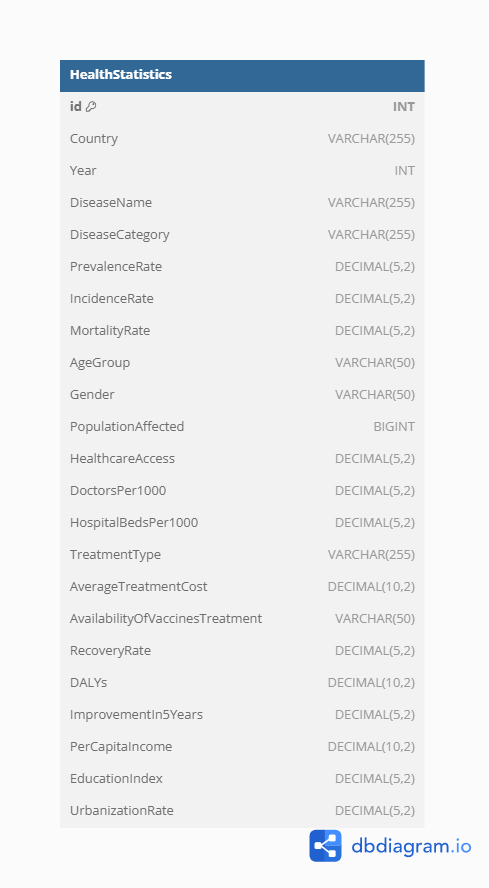 HealthStatistics
id INT
Country VARCHAR(255)
Year INT
DiseaseName VARCHAR(255)
DiseaseCategory VARCHAR(255)
PrevalenceRate DECIMAL(5,2)
IncidenceRate DECIMAL(5,2)
MortalityRate DECIMAL(5,2)
AgeGroup VARCHAR(50)
Gender VARCHAR(50)
PopulationAffected BIGINT
HealthcareAccess DECIMAL(5,2)
DoctorsPer1000 DECIMAL(5,2)
HospitalBedsPer1000 DECIMAL(5,2)
TreatmentType VARCHAR(255)
AverageTreatmentCost DECIMAL(10,2)
AvailabilityOfVaccinesTreatment VARCHAR(50)
RecoveryRate DECIMAL(5,2)
DALYs DECIMAL(10,2)
ImprovementIn5Years DECIMAL(5,2)
PerCapitaIncome DECIMAL(10,2)
EducationIndex DECIMAL(5,2)
UrbanizationRate DECIMAL(5,2)
dbdiagram.io